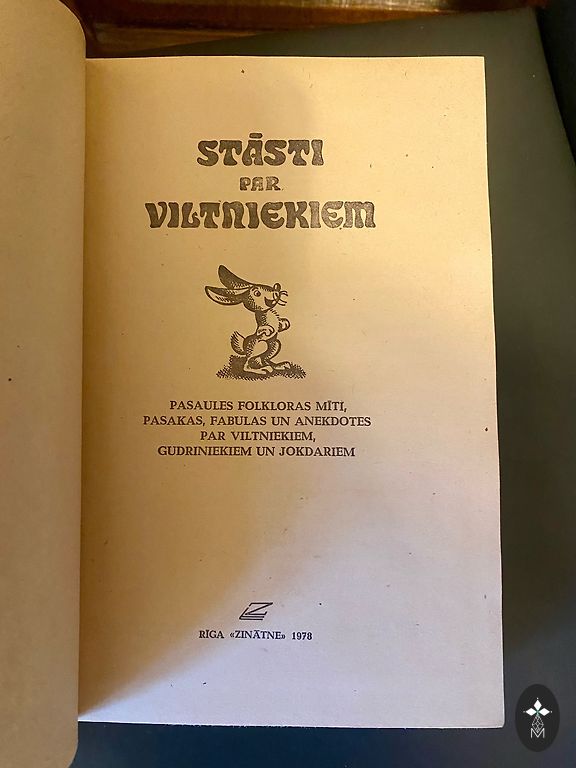 STĀSTI
PAR
VILTNIEKIEM
PASAULES FOLKLORAS MĪTI,
PASAKAS, FABULAS UN ANEKDOTES
PAR VILTNIEKIEM,
GUDRINIEKIEM UN JOKDARIEM
Z
RĪGA «ZINĀTNE» 1978
M